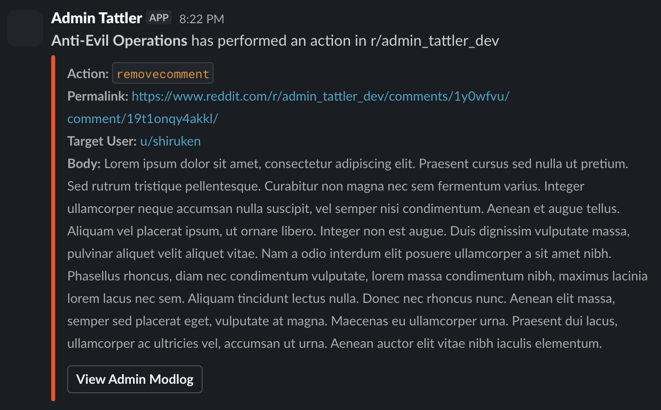 Admin Tattler APP 8:22 PM
Anti-Evil Operations has performed an action in r/admin_tattler_dev
Action: removecomment
Permalink: https://www.reddit.com/r/admin_tattler_dev/comments/1y0wfvu/
comment/19t1onqy4akkl/
Target User: u/shiruken
Body: Lorem ipsum dolor sit amet, consectetur adipiscing elit. Praesent cursus sed nulla ut pretium.
Sed rutrum tristique pellentesque. Curabitur non magna nec sem fermentum varius. Integer
ullamcorper neque accumsan nulla suscipit, vel semper nisi condimentum. Aenean et augue tellus.
Aliquam vel placerat ipsum, ut ornare libero. Integer non est augue. Duis dignissim vulputate massa,
pulvinar aliquet velit aliquet vitae. Nam a odio interdum elit posuere ullamcorper a sit amet nibh.
Phasellus rhoncus, diam nec condimentum vulputate, lorem massa condimentum nibh, maximus lacinia
lorem lacus nec sem. Aliquam tincidunt lectus nulla. Donec nec rhoncus nunc. Aenean elit massa,
semper sed placerat eget, vulputate at magna. Maecenas eu ullamcorper urna. Praesent dui lacus,
ullamcorper ac ultricies vel, accumsan ut urna. Aenean auctor elit vitae nibh iaculis elementum.
View Admin Modlog